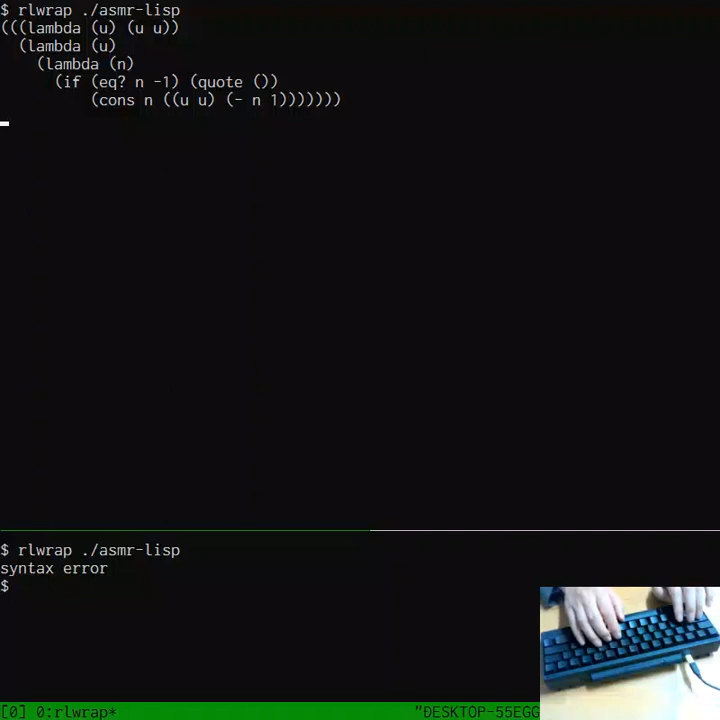 $ rlwrap ./asmr-lisp
(((lambda (u) (u u))
  (lambda (u)
    (lambda (n)
      (if (eq? n -1) (quote ())
          (cons n ((u u) (- n 1)))))))
$ rlwrap ./asmr-lisp
syntax error
$
[0] 0:rlwrap* "DESKTOP-55EGG